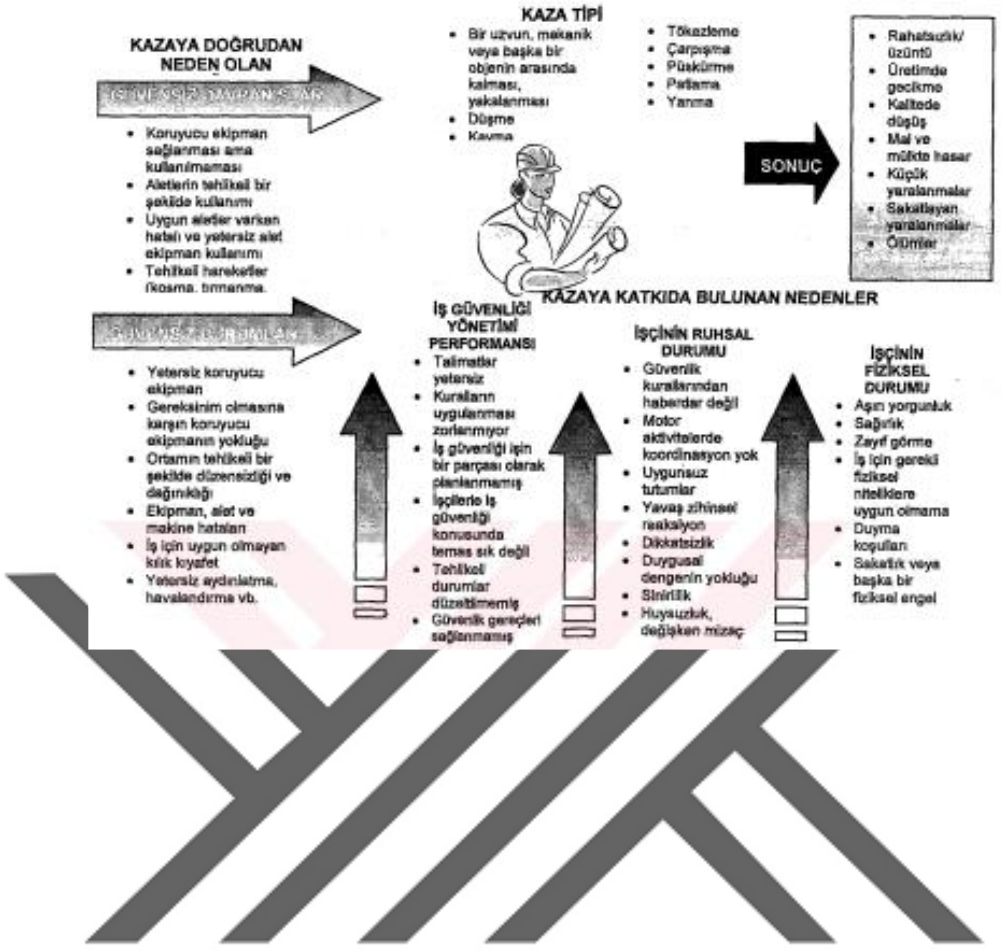 KAZAYA DOĞRUDAN
NEDEN OLAN
GÜVENSİZ DAVRANIŞLAR
• Koruyucu ekipman
sağlanması ama
kullanılmaması
• Aletlerin tehlikeli bir
şekilde kullanımı
• Uygun aletler varken
hatalı ve yetersiz alet
ekipman kullanımı
• Tehlikeli hareketler
(koşma, tırmanma,
GÜVENSİZ DURUMLAR
• Yetersiz koruyucu
ekipman
• Gereksinim olmasına
karşın koruyucu
ekipmanın yokluğu
• Ortamın tehlikeli bir
şekilde düzensizliği ve
dağınıklığı
• Ekipman, alet ve
makine hataları
• İş için uygun olmayan
kılık kıyafet
• Yetersiz aydınlatma,
havalandırma vb.
KAZA TİPİ
• Bir uzvun, mekanik
veya başka bir
objenin arasında
kalması,
yakalanması
• Düşme
• Kayma
• Tökezleme
• Çarpışma
• Püskürme
• Patlama
• Yanma
SONUÇ
• Rahatsızlık/
üzüntü
• Üretimde
gecikme
• Kalitede
düşüş
• Mal ve
mülkte hasar
• Küçük
yaralanmalar
• Sakatlayan
yaralanmalar
• Ölümler
KAZAYA KATKIDA BULUNAN NEDENLER
İŞ GÜVENLİĞİ
YÖNETİMİ
PERFORMANSI
• Talimatlar
yetersiz
• Kuralların
uygulanması
zorlanmıyor
• İş güvenliği işin
bir parçası olarak
planlanmamış
• İşçilerle iş
güvenliği
konusunda
temas sık değil
• Tehlikeli
durumlar
düzeltilmemiş
• Güvenlik gereçleri
sağlanmamış
İŞÇİNİN RUHSAL
DURUMU
• Güvenlik
kurallarından
haberdar değil
• Motor
aktivitelerde
koordinasyon yok
• Uygunsuz
tutumlar
• Yavaş zihinsel
reaksiyon
• Dikkatsizlik
• Duygusal
dengenin yokluğu
• Sinirlilik
• Huysuzluk,
değişken mizaç
İŞÇİNİN
FİZİKSEL
DURUMU
• Aşırı yorgunluk
• Sağırlık
• Zayıf görme
• İş için gerekli
fiziksel
niteliklere
uygun olmama
• Duyma
koşulları
• Sakatlık veya
başka bir
fiziksel engel